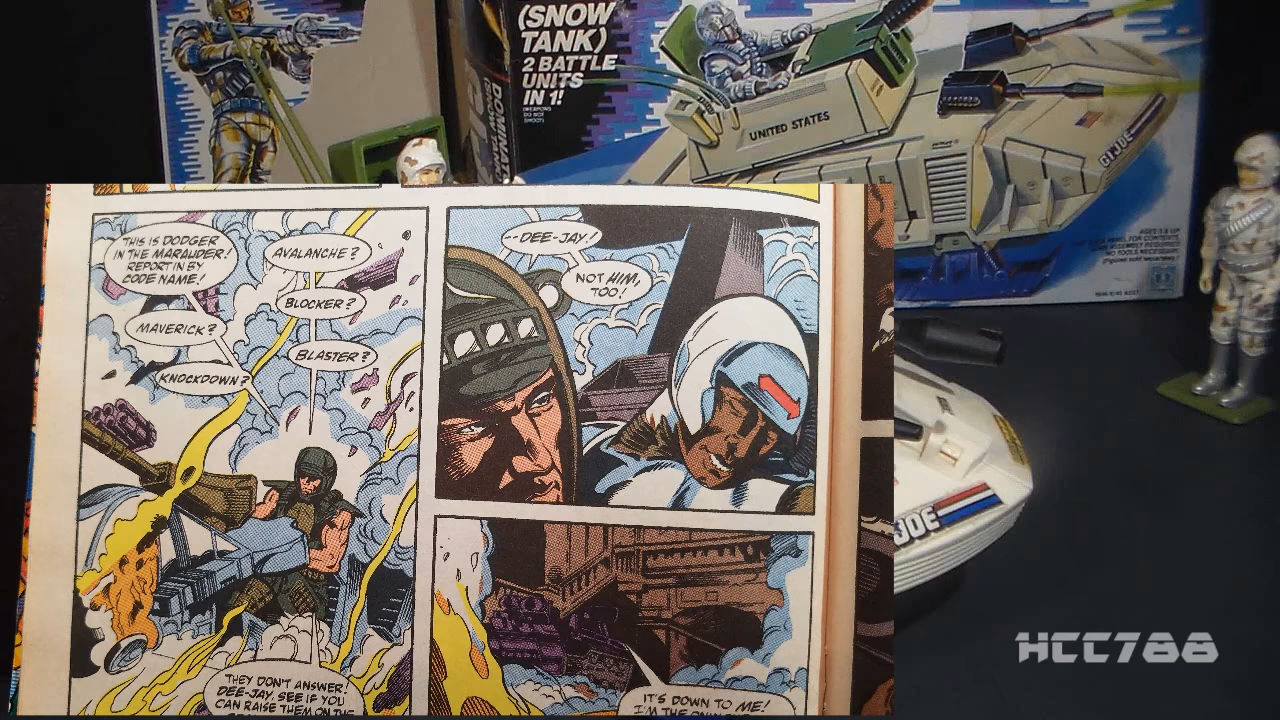 (SNOW
TANK)
2 BATTLE
UNITS
IN 1!
UNITED STATES
G.I. JOE
THIS IS DODGER
IN THE MARAUDER!
REPORT IN BY
CODE NAME!
AVALANCHE?
BLOCKER?
MAVERICK?
BLASTER?
KNOCKDOWN?
THEY DON'T ANSWER!
DEE-JAY, SEE IF YOU
CAN RAISE THEM ON THE
--DEE-JAY!
NOT HIM,
TOO!
IT'S DOWN TO ME!
I'M THE
JOE
HCC788